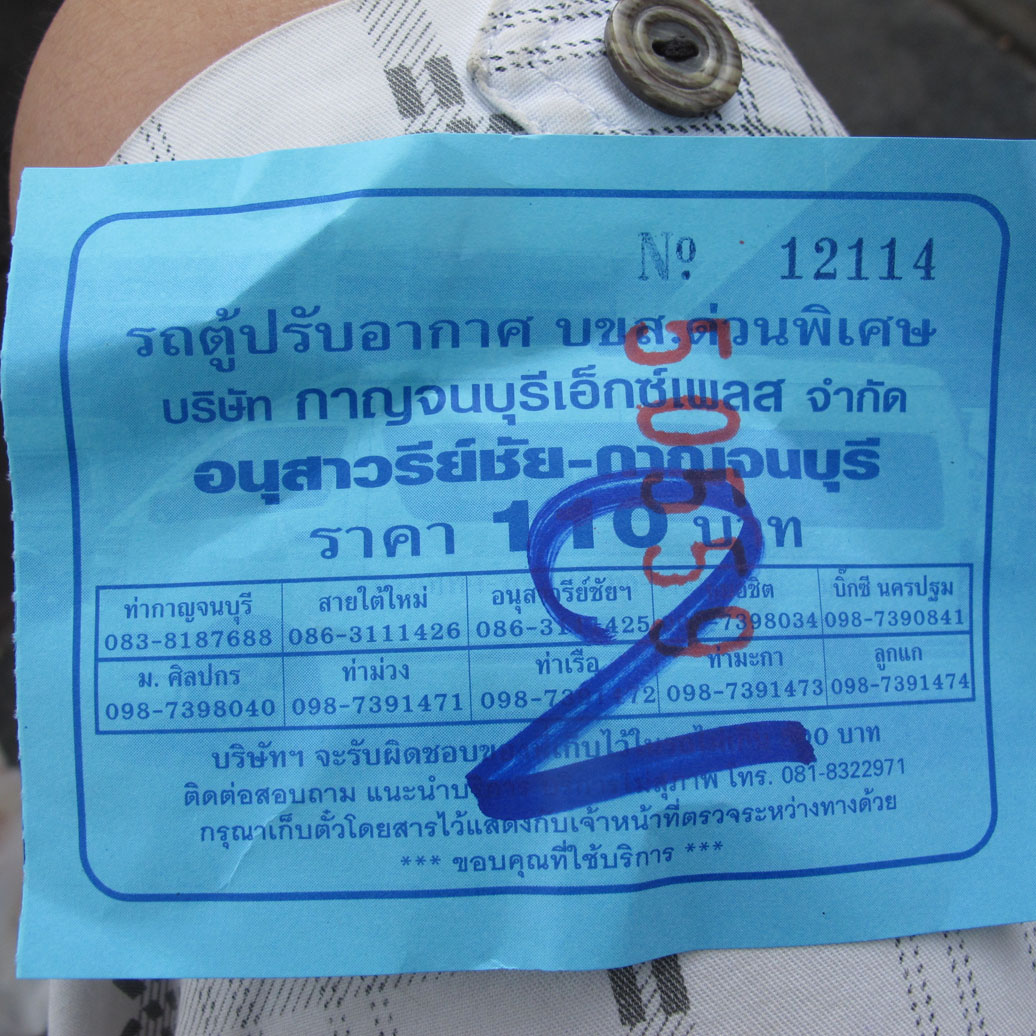 No. 12114
รถตู้ปรับอากาศ บขส.ด่วนพิเศษ
บริษัท กาญจนบุรีเอ็กซ์เพลส จำกัด
อนุสาวรีย์ชัย-กาญจนบุรี
ราคา 110 บาท
ท่ากาญจนบุรี สายใต้ใหม่ อนุสาวรีย์ชัยฯ บิ๊กซี นครปฐม
083-8187688 086-3111426 7398034 098-7390841
ม. ศิลปกร ท่าม่วง ท่าเรือ ท่ามะกา ลูกแก
098-7398040 098-7391471 098-7391473 098-7391474
บริษัทฯ จะรับผิดชอบ บาท
ติดต่อสอบถาม แนะนำ โทร. 081-8322971
กรุณาเก็บตั๋วโดยสารไว้แสดงกับเจ้าหน้าที่ตรวจระหว่างทางด้วย
*** ขอบคุณที่ใช้บริการ ***
2